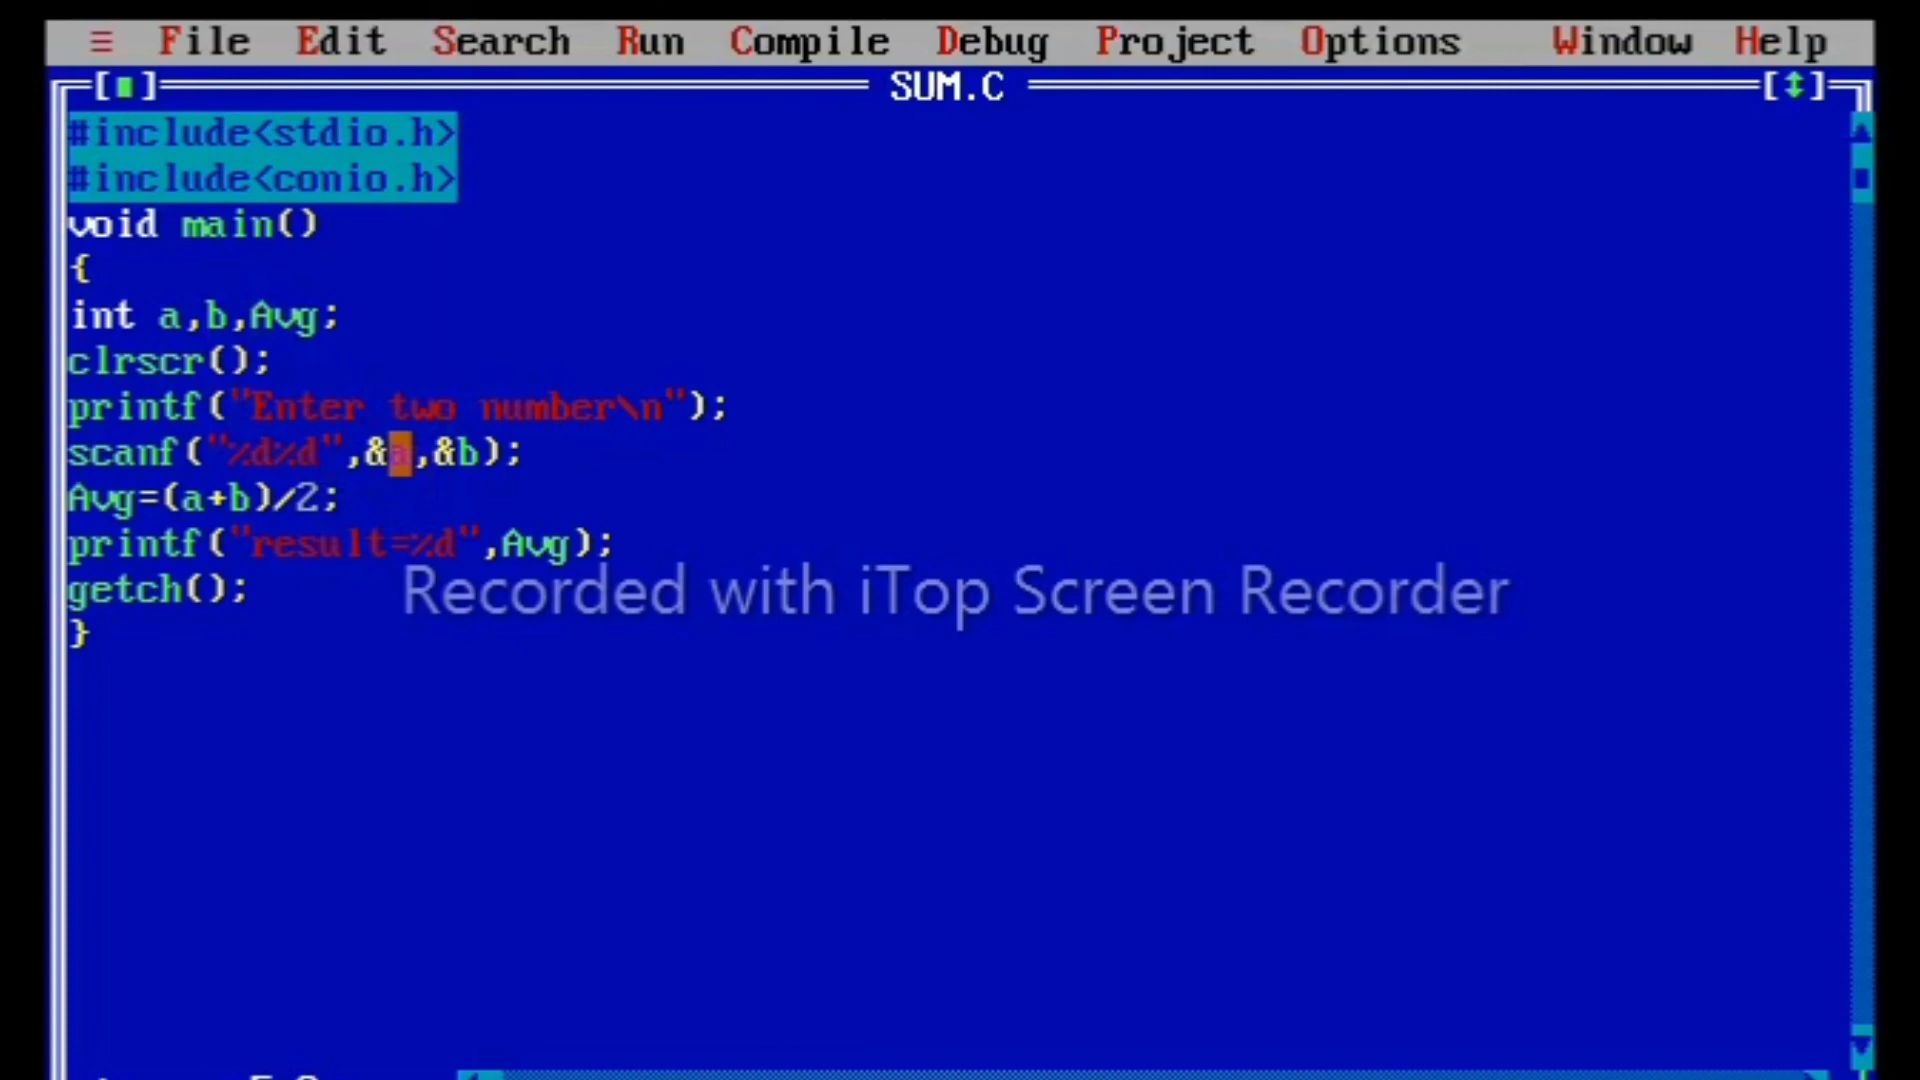 ≡ File Edit Search Run Compile Debug Project Options Window Help
SUM.C
#include<stdio.h>
#include<conio.h>
void main()
{
int a,b,Avg;
clrscr();
printf("Enter two number\n");
scanf("%d%d",&a,&b);
Avg=(a+b)/2;
printf("result=%d",Avg);
getch();
}
Recorded with iTop Screen Recorder